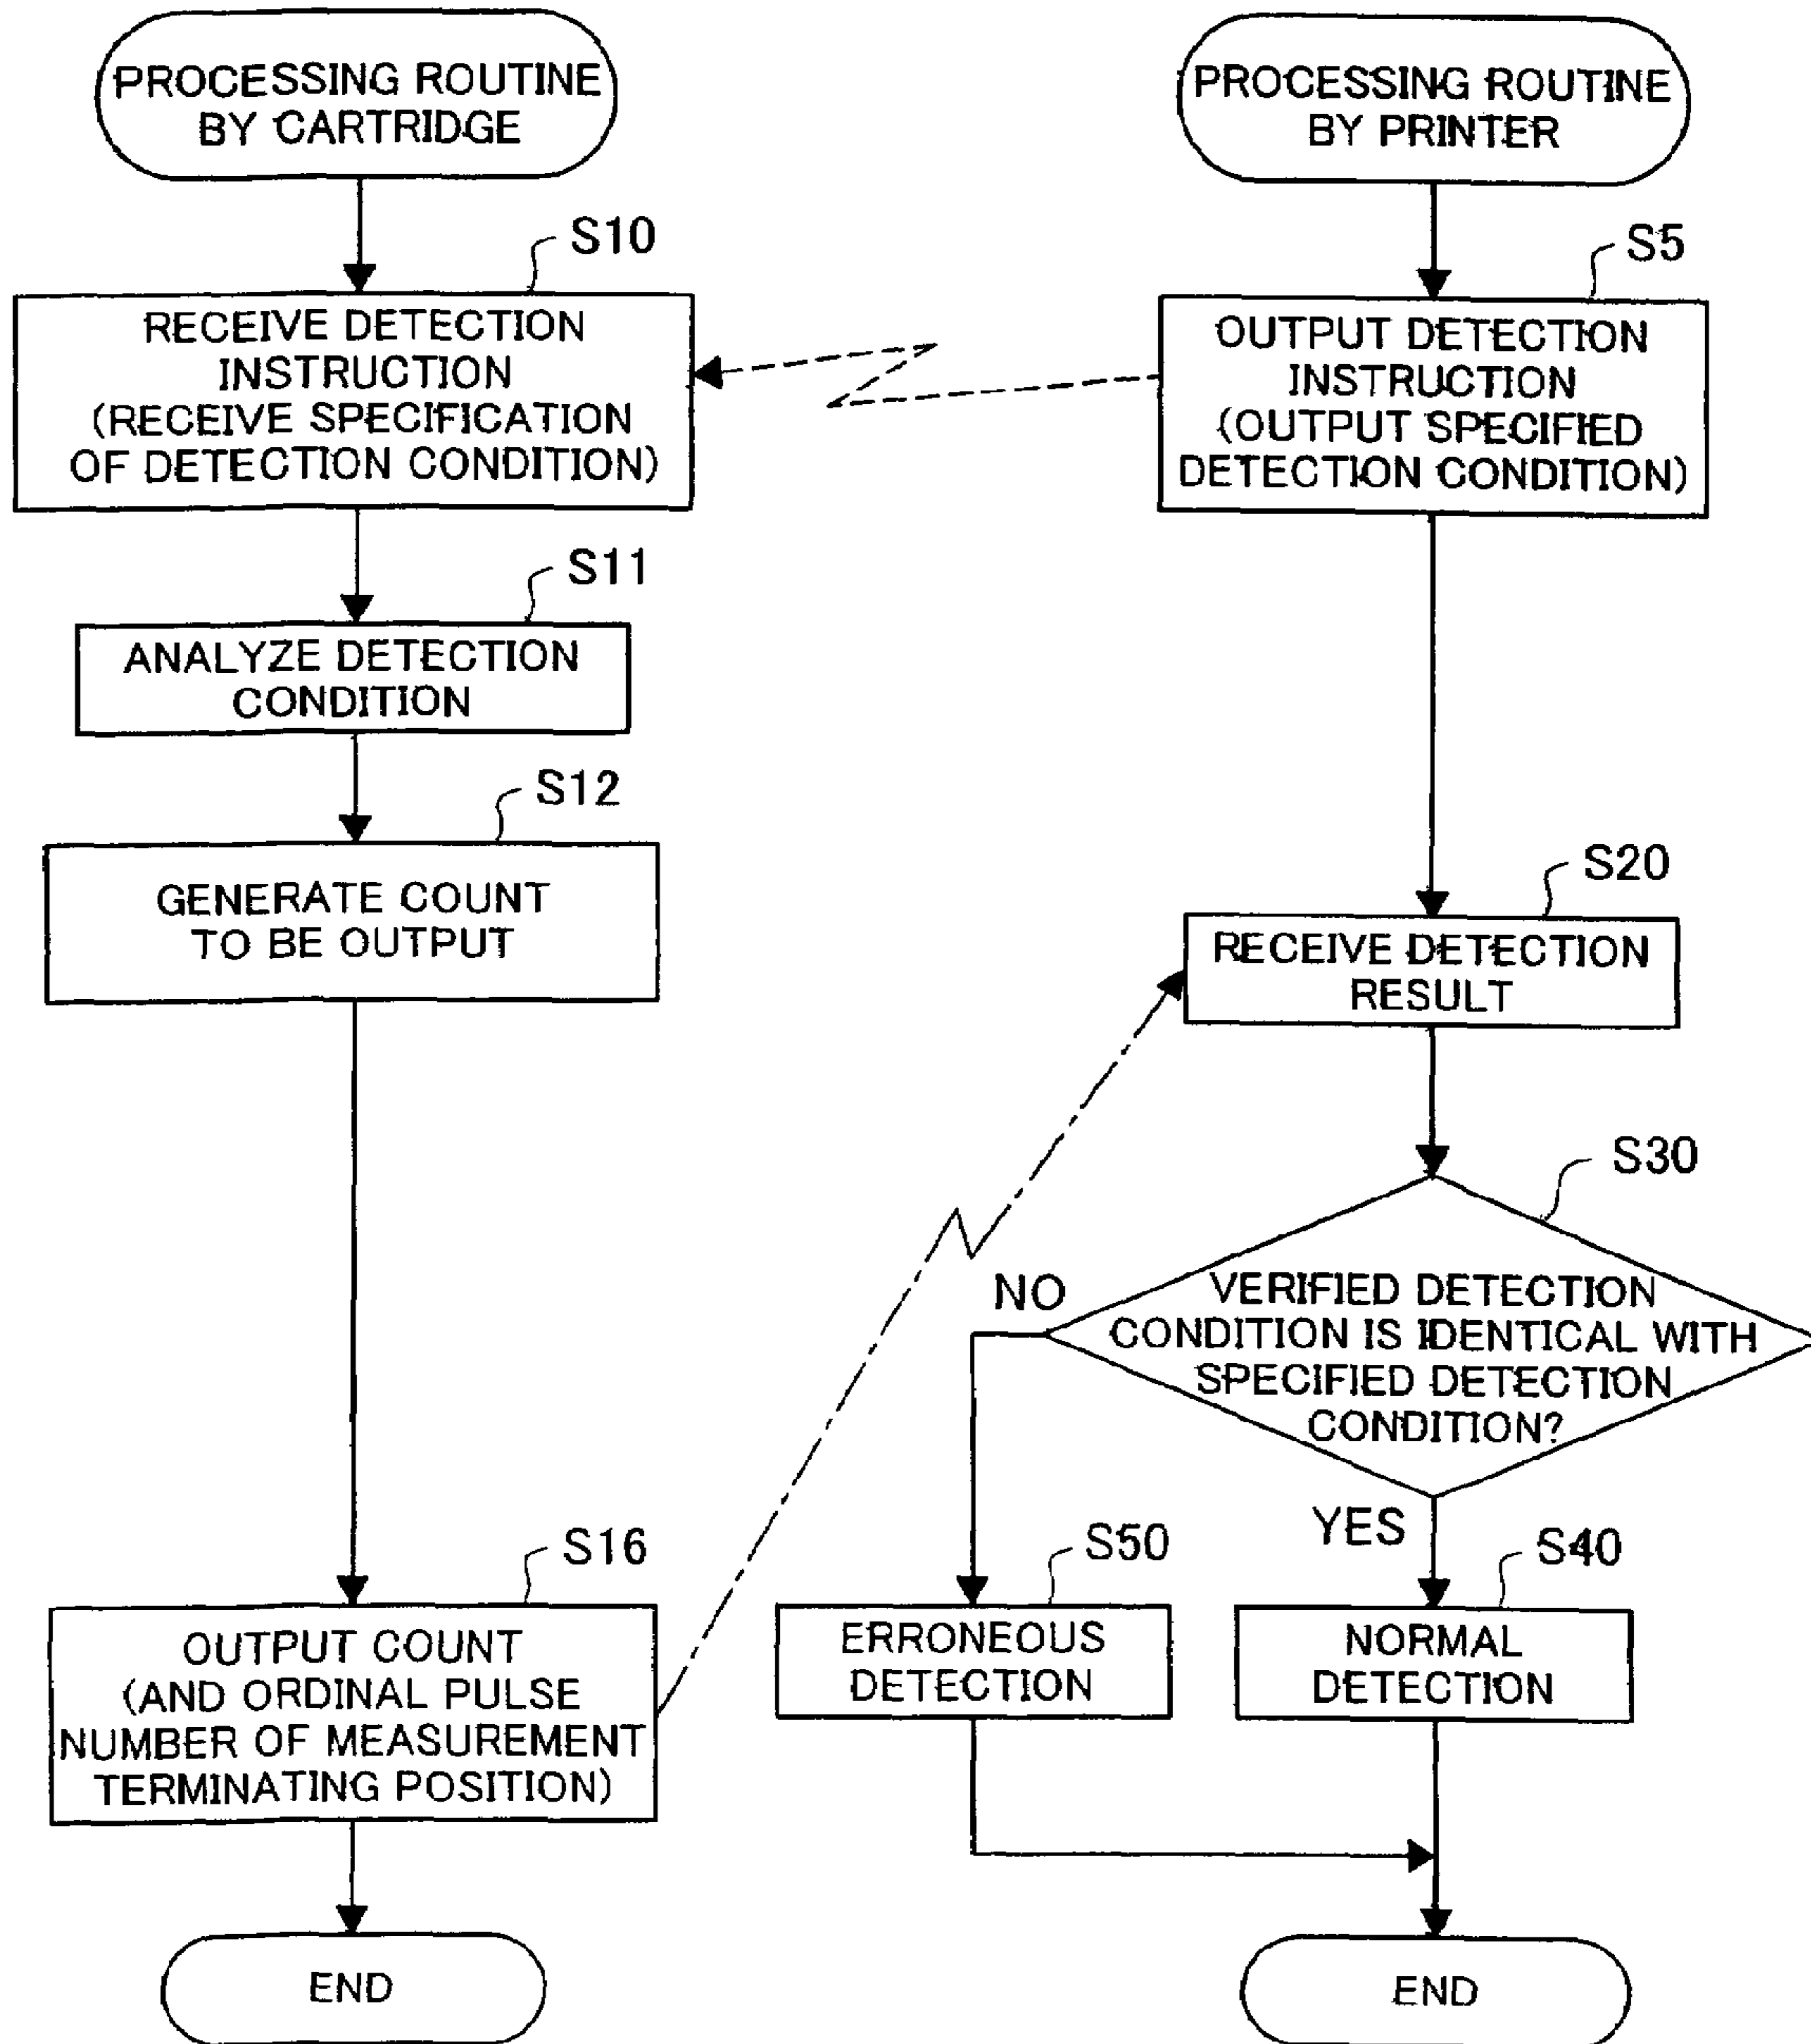 PROCESSING ROUTINE
BY CARTRIDGE
S10
RECEIVE DETECTION
INSTRUCTION
(RECEIVE SPECIFICATION
OF DETECTION CONDITION)
S11
ANALYZE DETECTION
CONDITION
S12
GENERATE COUNT
TO BE OUTPUT
S16
OUTPUT COUNT
(AND ORDINAL PULSE
NUMBER OF MEASUREMENT
TERMINATING POSITION)
END
PROCESSING ROUTINE
BY PRINTER
S5
OUTPUT DETECTION
INSTRUCTION
(OUTPUT SPECIFIED
DETECTION CONDITION)
S20
RECEIVE DETECTION
RESULT
S30
VERIFIED DETECTION
CONDITION IS IDENTICAL WITH
SPECIFIED DETECTION
CONDITION?
NO
YES
S50
ERRONEOUS
DETECTION
S40
NORMAL
DETECTION
END